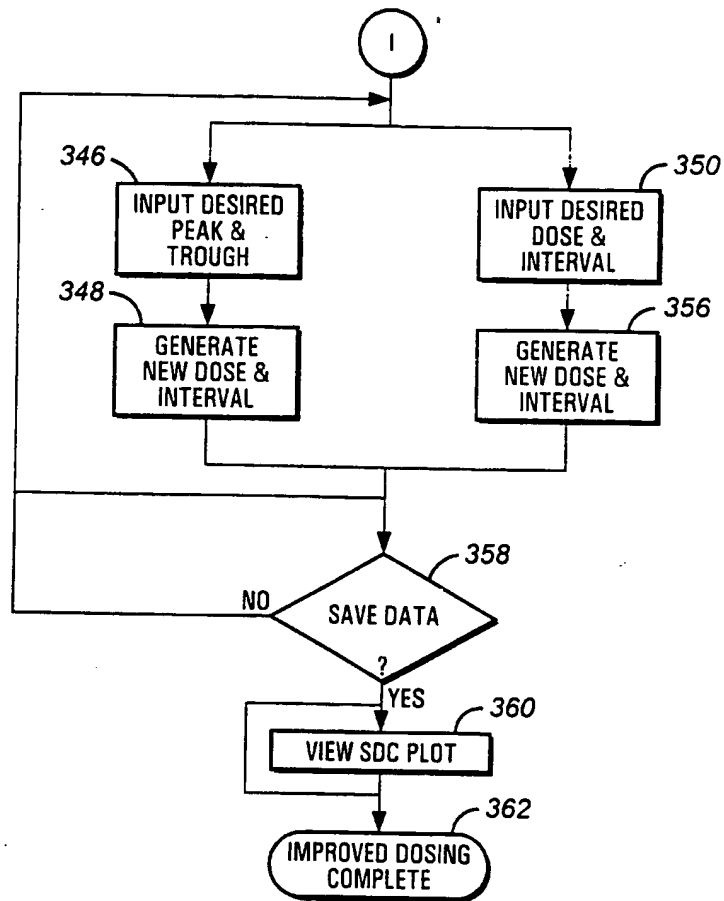 I
346
INPUT DESIRED
PEAK &
TROUGH
350
INPUT DESIRED
DOSE &
INTERVAL
348
GENERATE
NEW DOSE &
INTERVAL
356
GENERATE
NEW DOSE &
INTERVAL
358
NO
SAVE DATA
?
YES
360
VIEW SDC PLOT
362
IMPROVED DOSING
COMPLETE